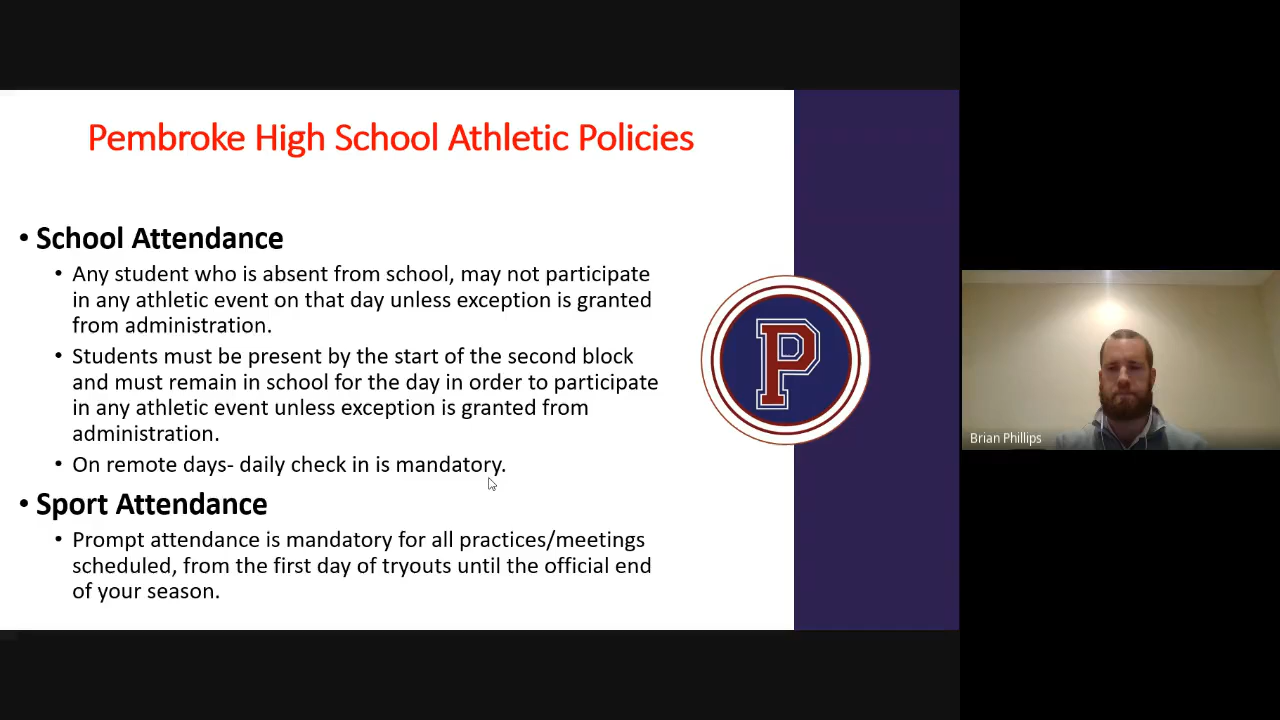 Pembroke High School Athletic Policies
• School Attendance
• Any student who is absent from school, may not participate
in any athletic event on that day unless exception is granted
from administration.
• Students must be present by the start of the second block
and must remain in school for the day in order to participate
in any athletic event unless exception is granted from
administration.
• On remote days- daily check in is mandatory.
• Sport Attendance
• Prompt attendance is mandatory for all practices/meetings
scheduled, from the first day of tryouts until the official end
of your season.
P
Brian Phillips